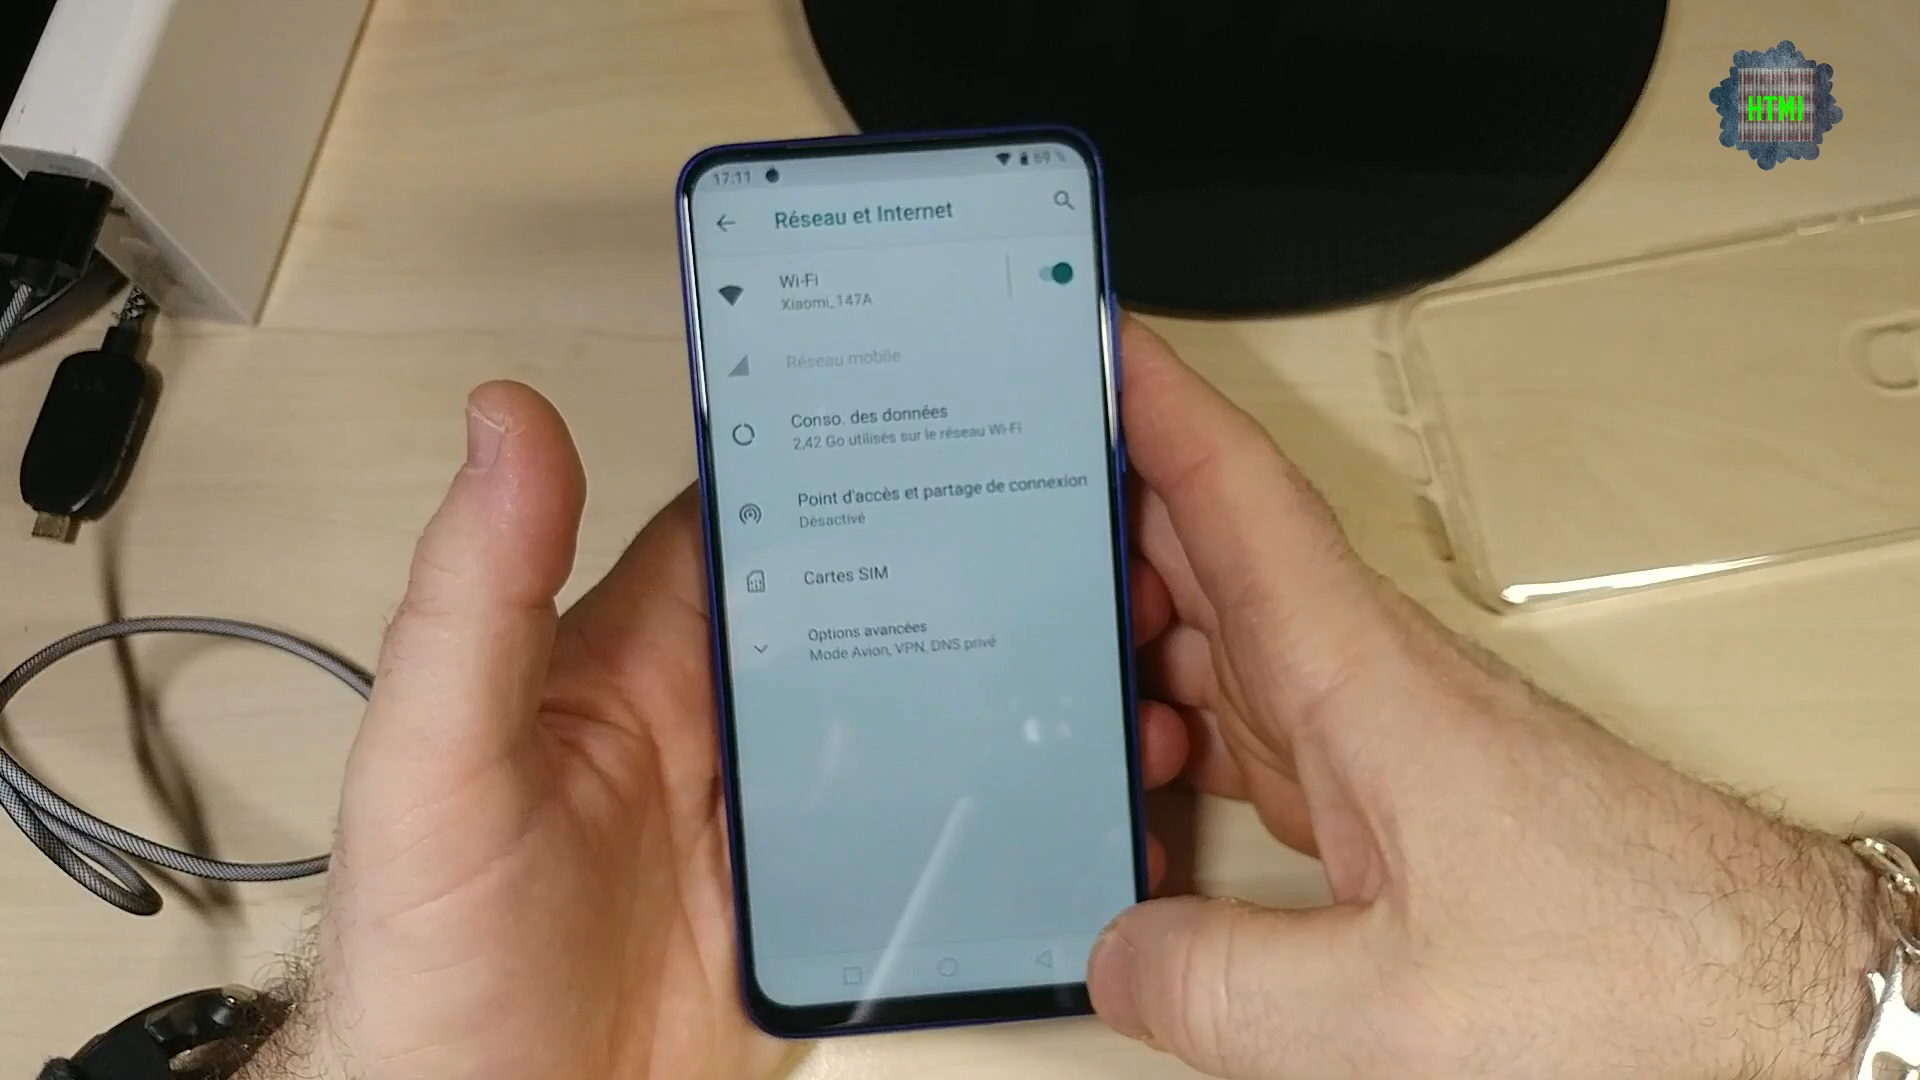 HTMI
17:11
69 %
Réseau et Internet
Wi-Fi
Xiaomi_147A
Réseau mobile
Conso. des données
2,42 Go utilisés sur le réseau Wi-Fi
Point d'accès et partage de connexion
Désactivé
Cartes SIM
Options avancées
Mode Avion, VPN, DNS privé